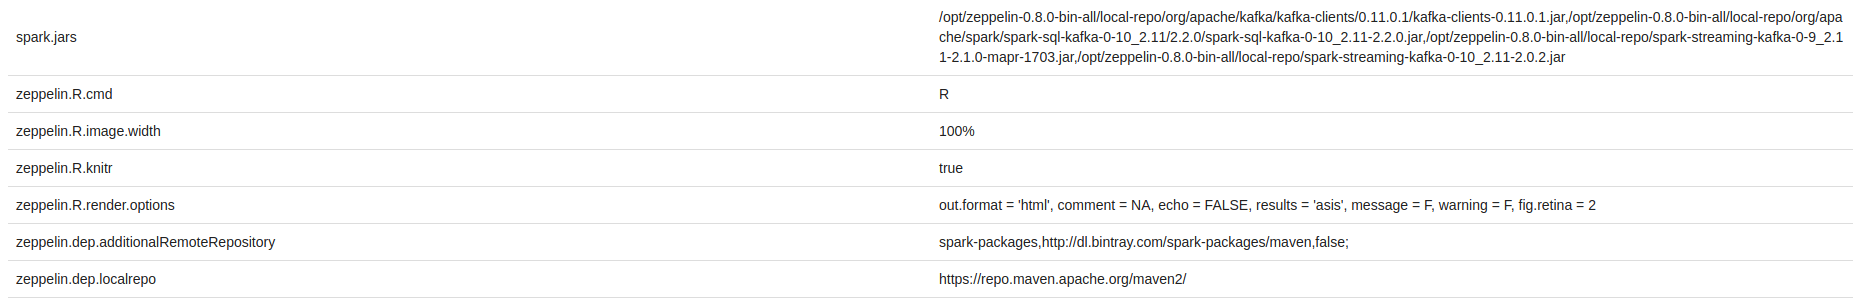 spark.jars
/opt/zeppelin-0.8.0-bin-all/local-repo/org/apache/kafka/kafka-clients/0.11.0.1/kafka-clients-0.11.0.1.jar,/opt/zeppelin-0.8.0-bin-all/local-repo/org/apa
che/spark/spark-sql-kafka-0-10_2.11/2.2.0/spark-sql-kafka-0-10_2.11-2.2.0.jar,/opt/zeppelin-0.8.0-bin-all/local-repo/spark-streaming-kafka-0-9_2.1
1-2.1.0-mapr-1703.jar,/opt/zeppelin-0.8.0-bin-all/local-repo/spark-streaming-kafka-0-10_2.11-2.0.2.jar
zeppelin.R.cmd R
zeppelin.R.image.width 100%
zeppelin.R.knitr true
zeppelin.R.render.options out.format = 'html', comment = NA, echo = FALSE, results = 'asis', message = F, warning = F, fig.retina = 2
zeppelin.dep.additionalRemoteRepository spark-packages,http://dl.bintray.com/spark-packages/maven,false;
zeppelin.dep.localrepo https://repo.maven.apache.org/maven2/